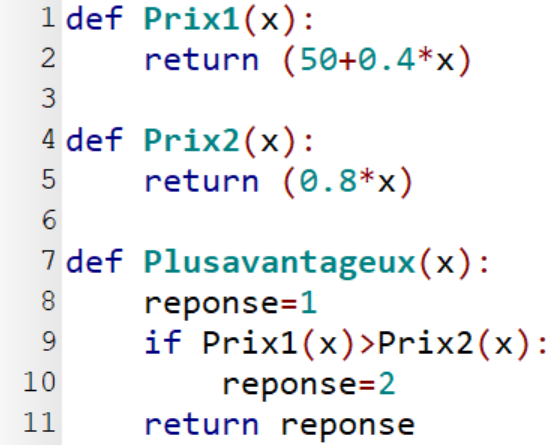 1 def Prix1(x):
2     return (50+0.4*x)
3
4 def Prix2(x):
5     return (0.8*x)
6
7 def Plusavantageux(x):
8     reponse=1
9     if Prix1(x)>Prix2(x):
10         reponse=2
11     return reponse